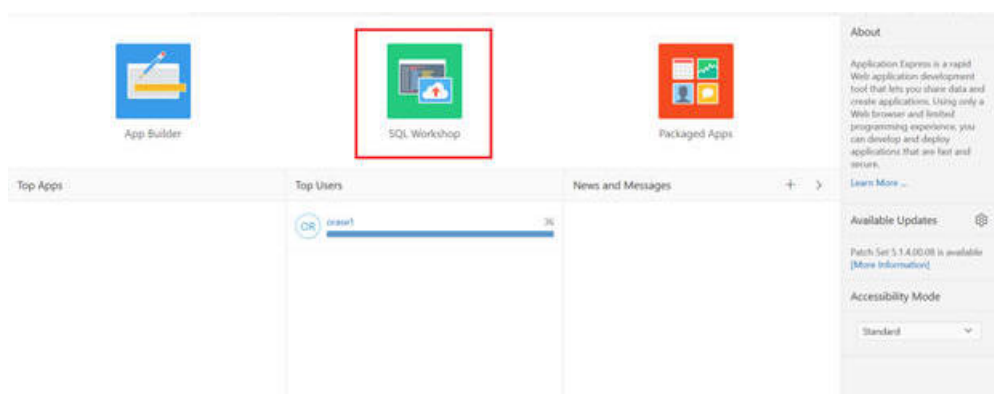 App Builder
SQL Workshop
Packaged Apps
Top Apps
Top Users
OR
orasw1
76
News and Messages
About
Application Express is a rapid
Web application development
tool that lets you share data and
create applications. Using only a
Web browser and limited
programming experience, you
can develop and deploy
applications that are fast and
secure.
Learn More ...
Available Updates
Patch Set 5.1.4.00.08 is available
[More Information]
Accessibility Mode
Standard